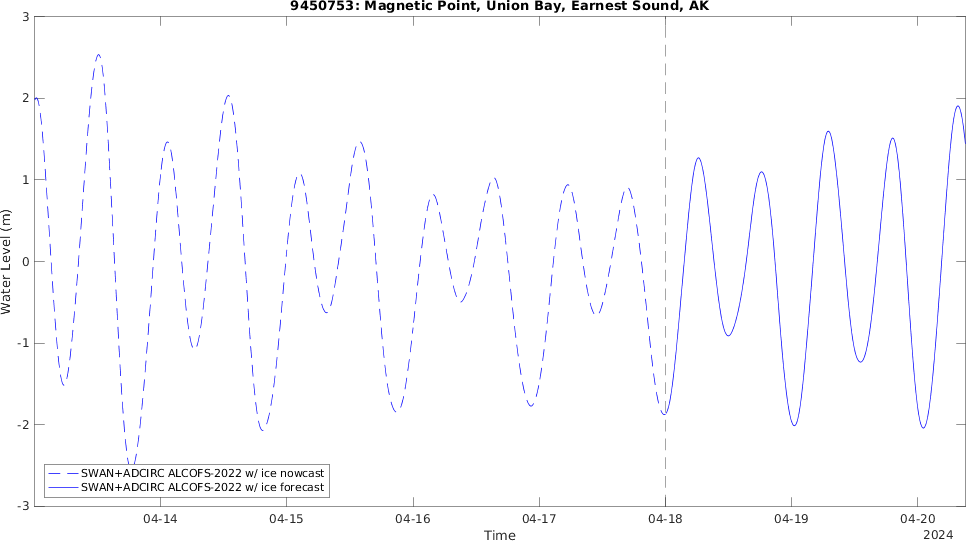 9450753: Magnetic Point, Union Bay, Earnest Sound, AK
3
2
1
0
-1
-2
-3
Water Level (m)
SWAN+ADCIRC ALCOFS-2022 w/ ice nowcast
SWAN+ADCIRC ALCOFS-2022 w/ ice forecast
04-14 04-15 04-16 04-17 04-18 04-19 04-20
Time
2024